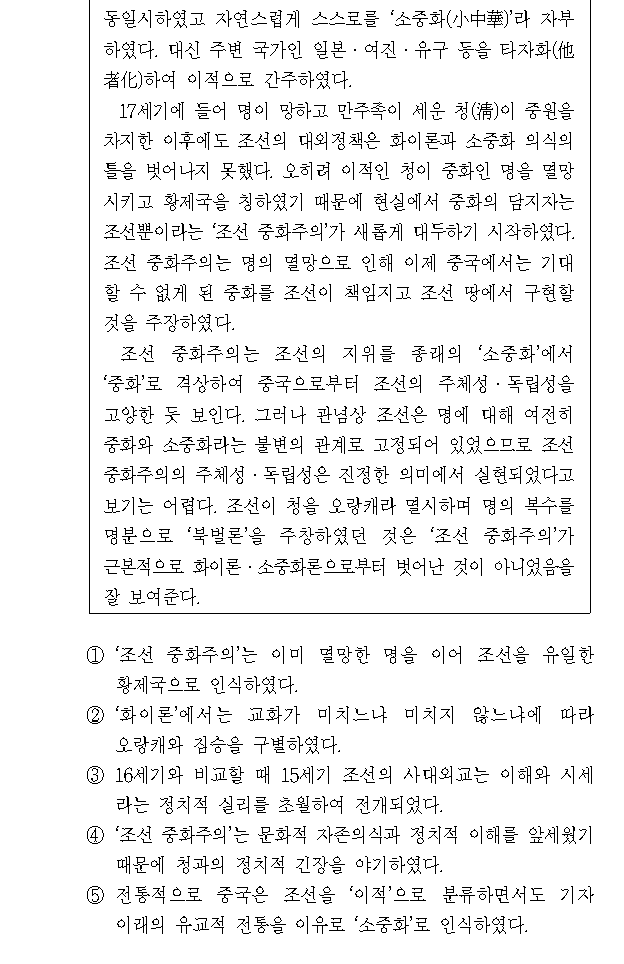 동일시하였고 자연스럽게 스스로를 ‘소중화(小中華)’라 자부
하였다. 대신 주변 국가인 일본·여진·유구 등을 타자화(他
者化)하여 이적으로 간주하였다.
17세기에 들어 명이 망하고 만주족이 세운 청(淸)이 중원을
차지한 이후에도 조선의 대외정책은 화이론과 소중화 의식의
틀을 벗어나지 못했다. 오히려 이적인 청이 중화인 명을 멸망
시키고 황제국을 칭하였기 때문에 현실에서 중화의 담지자는
조선뿐이라는 ‘조선 중화주의’가 새롭게 대두하기 시작하였다.
조선 중화주의는 명의 멸망으로 인해 이제 중국에서는 기대
할 수 없게 된 중화를 조선이 책임지고 조선 땅에서 구현할
것을 주장하였다.
조선 중화주의는 조선의 지위를 종래의 ‘소중화’에서
‘중화’로 격상하여 중국으로부터 조선의 주체성·독립성을
고양한 듯 보인다. 그러나 관념상 조선은 명에 대해 여전히
중화와 소중화라는 불변의 관계로 고정되어 있었으므로 조선
중화주의의 주체성·독립성은 진정한 의미에서 실현되었다고
보기는 어렵다. 조선이 청을 오랑캐라 멸시하며 명의 복수를
명분으로 ‘북벌론’을 주창하였던 것은 ‘조선 중화주의’가
근본적으로 화이론·소중화론으로부터 벗어난 것이 아니었음을
잘 보여준다.
① ‘조선 중화주의’는 이미 멸망한 명을 이어 조선을 유일한
황제국으로 인식하였다.
② ‘화이론’에서는 교화가 미치느냐 미치지 않느냐에 따라
오랑캐와 짐승을 구별하였다.
③ 16세기와 비교할 때 15세기 조선의 사대외교는 이해와 시세
라는 정치적 실리를 초월하여 전개되었다.
④ ‘조선 중화주의’는 문화적 자존의식과 정치적 이해를 앞세웠기
때문에 청과의 정치적 긴장을 야기하였다.
⑤ 전통적으로 중국은 조선을 ‘이적’으로 분류하면서도 기자
이래의 유교적 전통을 이유로 ‘소중화’로 인식하였다.